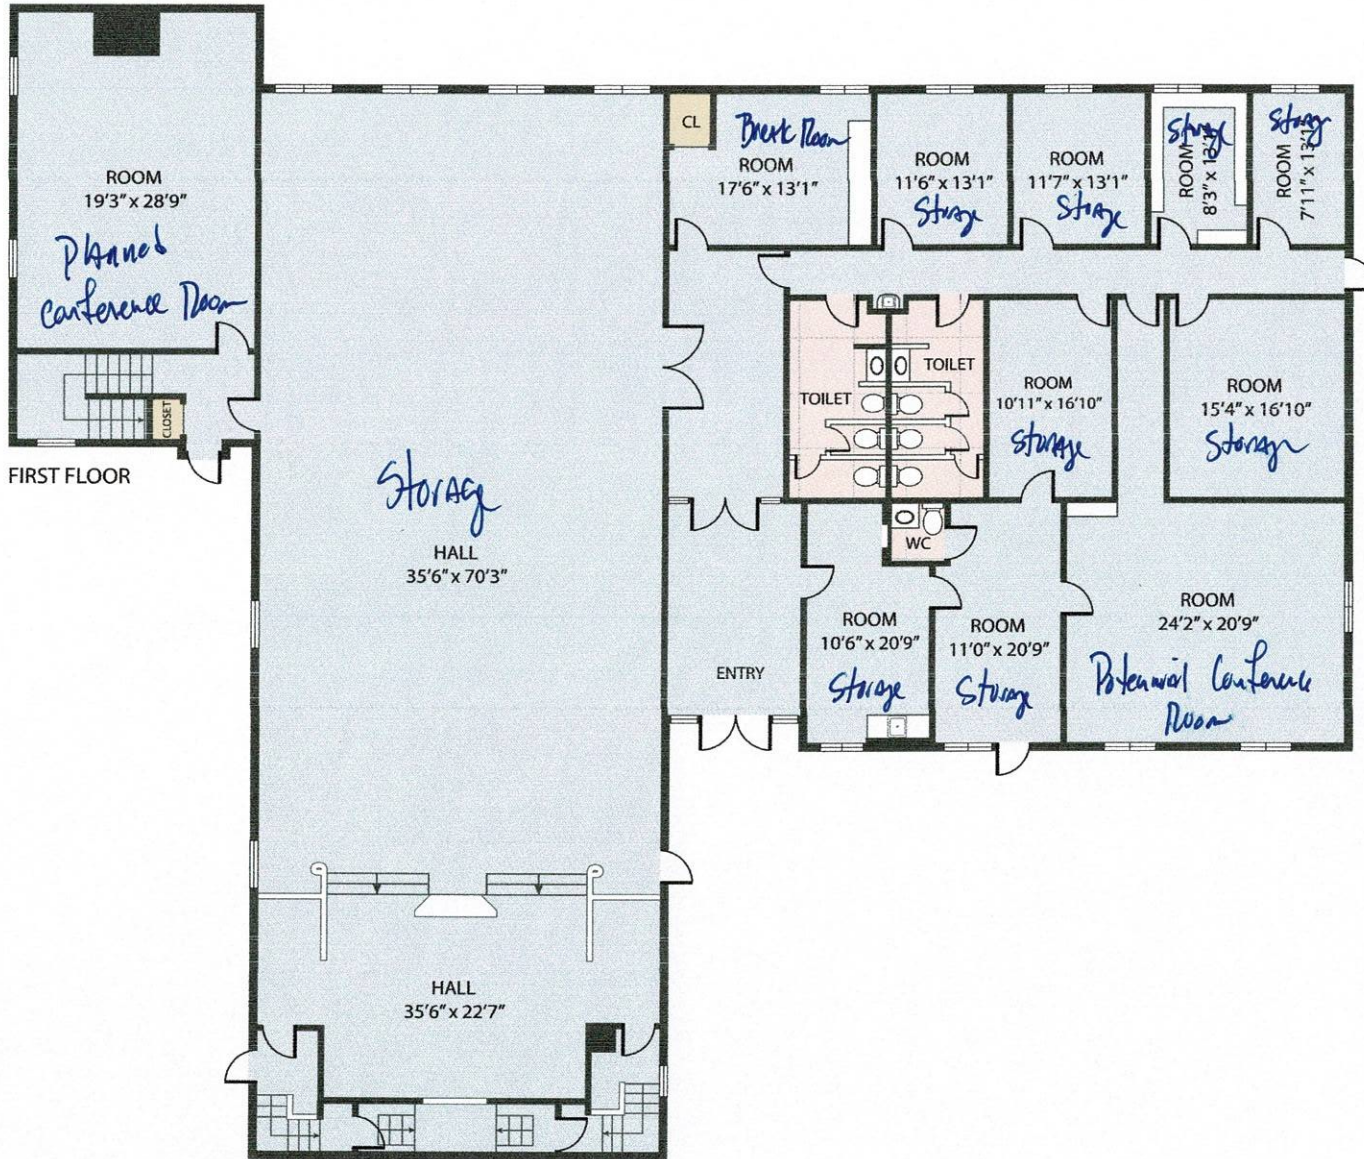 ROOM
19'3" x 28'9"
Planned
Conference Room
CLOSET
FIRST FLOOR
Storage
HALL
35'6" x 70'3"
HALL
35'6" x 22'7"
CL
Break Room
ROOM
17'6" x 13'1"
ROOM
11'6" x 13'1"
Storage
ROOM
11'7" x 13'1"
Storage
Storage
ROOM
8'3" x 13'1"
Storage
ROOM
7'11" x 13'1"
TOILET
TOILET
ROOM
10'11" x 16'10"
Storage
ROOM
15'4" x 16'10"
Storage
WC
ENTRY
ROOM
10'6" x 20'9"
Storage
ROOM
11'0" x 20'9"
Storage
ROOM
24'2" x 20'9"
Potential Conference
Room